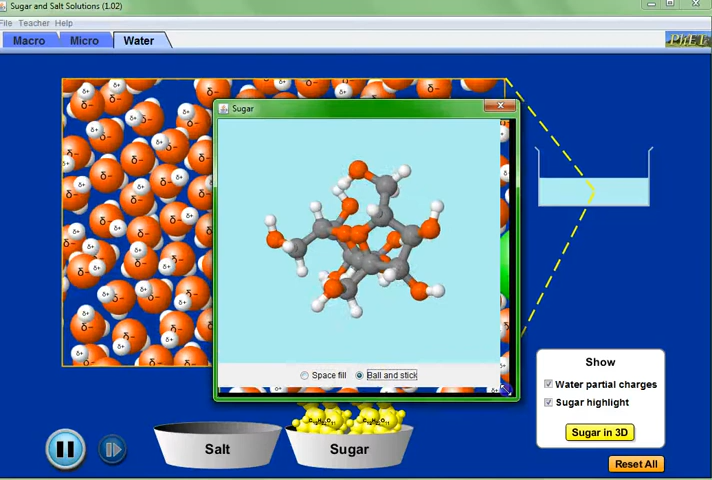 Sugar and Salt Solutions (1.02)
File Teacher Help
Macro Micro Water
PhET
Sugar
Space fill Ball and stick
Show
Water partial charges
Sugar highlight
Sugar in 3D
Salt
Sugar
Reset All